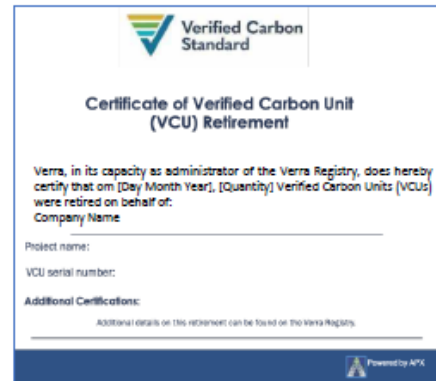 Verified Carbon
Standard
Certificate of Verified Carbon Unit
(VCU) Retirement
Verra, in its capacity as administrator of the Verra Registry, does hereby
certify that om [Day Month Year], [Quantity] Verified Carbon Units (VCUs)
were retired on behalf of:
Company Name
Project name:
VCU serial number:
Additional Certifications:
Additional details on this retirement can be found on the Verra Registry.
Powered by APX